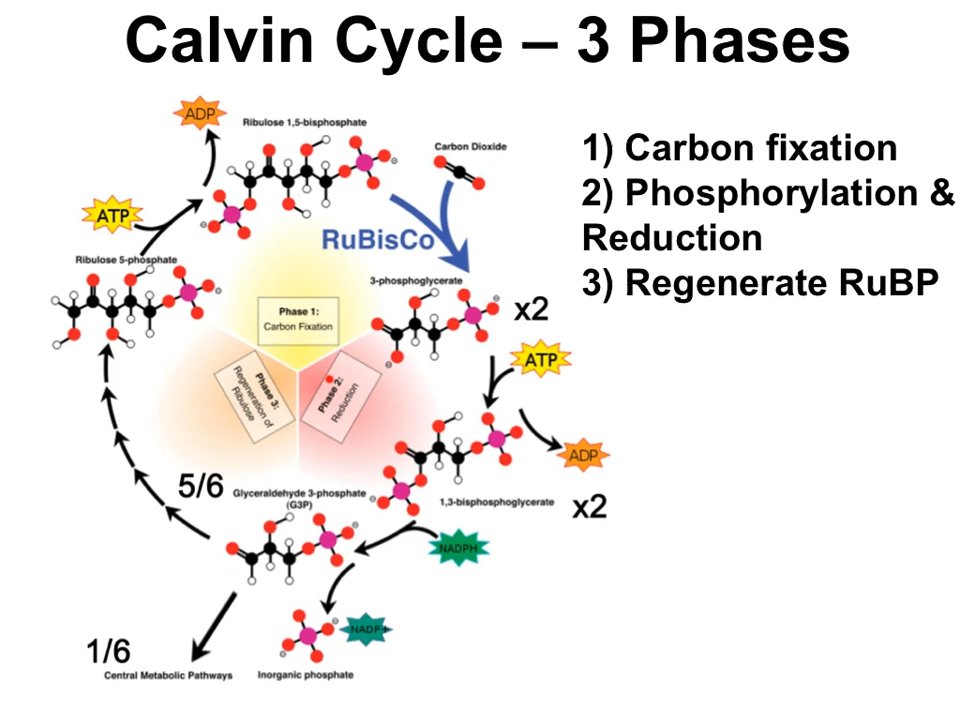 Calvin Cycle – 3 Phases
ADP
Ribulose 1,5-bisphosphate
Carbon Dioxide
1) Carbon fixation
2) Phosphorylation &
Reduction
3) Regenerate RuBP
ATP
RuBisCo
Ribulose 5-phosphate
3-phosphoglycerate
x2
Phase 1:
Carbon Fixation
ATP
Phase 3:
Regeneration of
Ribulose
Phase 2:
Reduction
ADP
5/6
Glyceraldehyde 3-phosphate
(G3P)
1,3-bisphosphoglycerate
x2
NADPH
NADP+
1/6
Central Metabolic Pathways
Inorganic phosphate